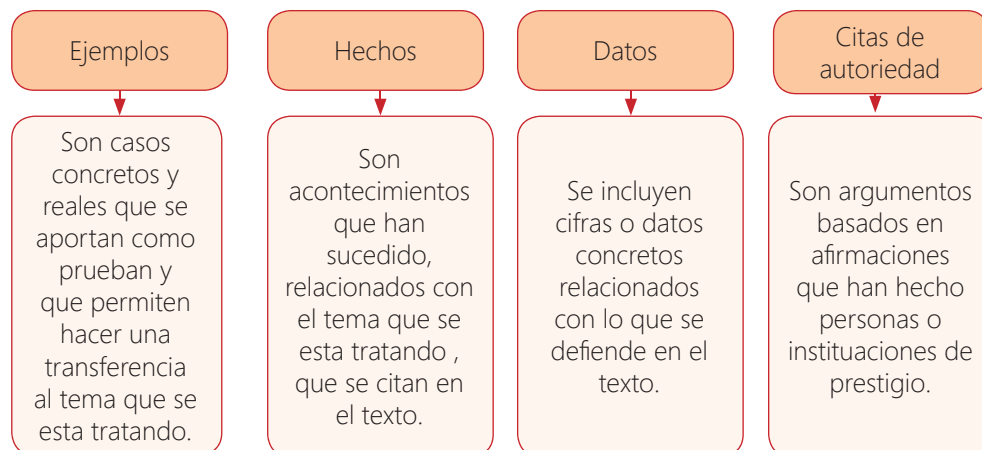 Ejemplos
Son casos
concretos y
reales que se
aportan como
prueban y
que permiten
hacer una
transferencia
al tema que se
esta tratando.
Hechos
Son
acontecimientos
que han
sucedido,
relacionados con
el tema que se
esta tratando ,
que se citan en
el texto.
Datos
Se incluyen
cifras o datos
concretos
relacionados
con lo que se
defiende en el
texto.
Citas de
autoriedad
Son argumentos
basados en
afirmaciones
que han hecho
personas o
instituaciones de
prestigio.